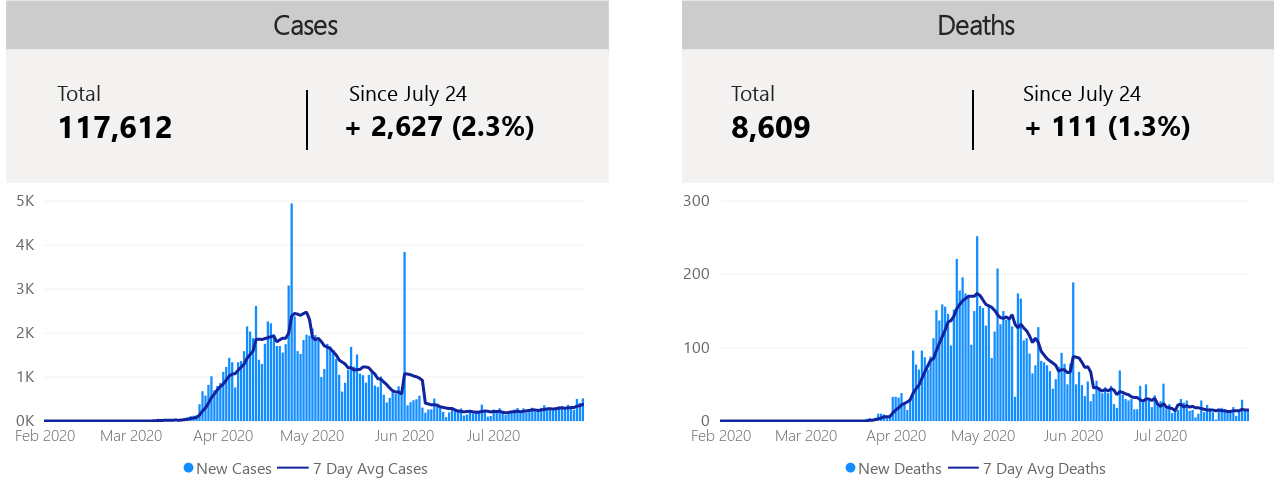 Cases
Total
117,612
Since July 24
+ 2,627 (2.3%)
5K
4K
3K
2K
1K
0K
Feb 2020 Mar 2020 Apr 2020 May 2020 Jun 2020 Jul 2020
New Cases 7 Day Avg Cases
Deaths
Total
8,609
Since July 24
+ 111 (1.3%)
300
200
100
0
Feb 2020 Mar 2020 Apr 2020 May 2020 Jun 2020 Jul 2020
New Deaths 7 Day Avg Deaths